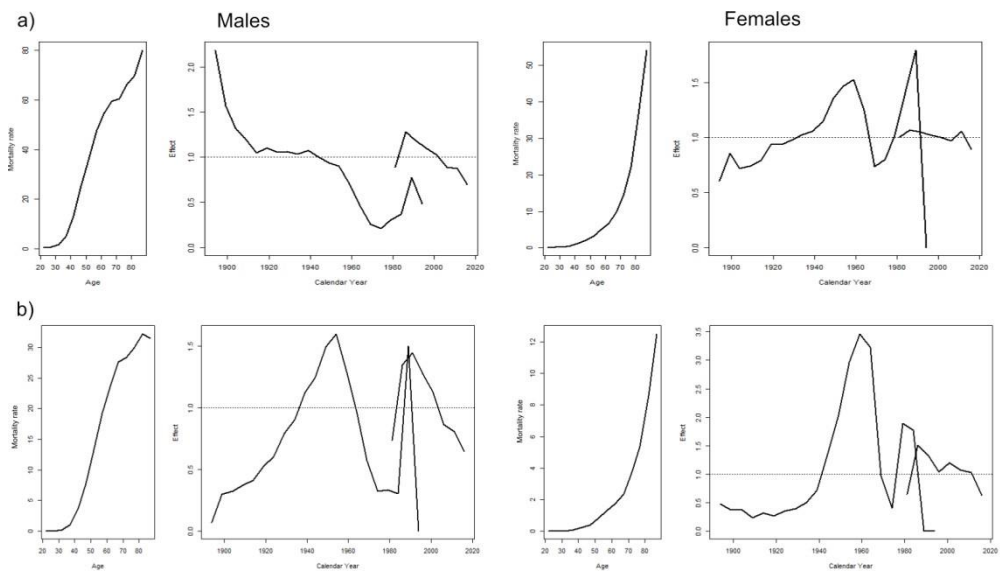 a)
Males
Females
Mortality rate
0 20 40 60 80
20 30 40 50 60 70 80
Age
Effect
0.0 0.5 1.0 1.5 2.0
1900 1920 1940 1960 1980 2000 2020
Calendar Year
Mortality rate
0 10 20 30 40 50
20 30 40 50 60 70 80
Age
Effect
0.0 0.5 1.0 1.5
1900 1920 1940 1960 1980 2000 2020
Calendar Year
b)
Mortality rate
0 5 10 15 20 25 30
20 30 40 50 60 70 80
Age
Effect
0.0 0.5 1.0 1.5
1900 1920 1940 1960 1980 2000 2020
Calendar Year
Mortality rate
0 2 4 6 8 10 12
20 30 40 50 60 70 80
Age
Effect
0.0 0.5 1.0 1.5 2.0 2.5 3.0 3.5
1900 1920 1940 1960 1980 2000 2020
Calendar Year